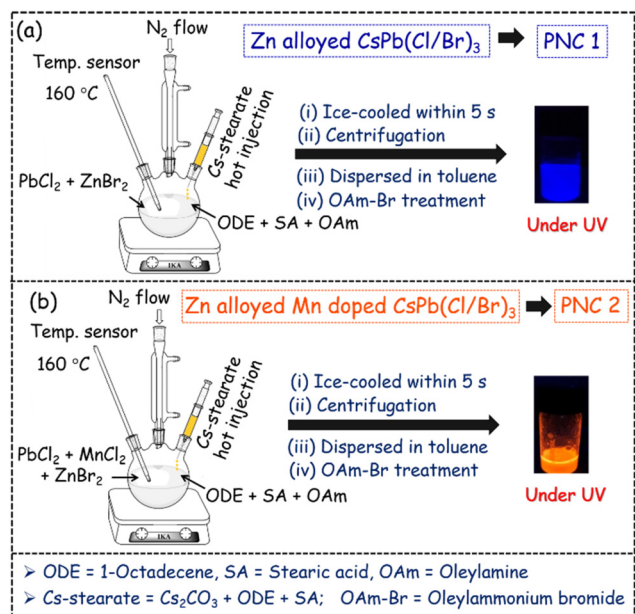 (a)
N₂ flow
Zn alloyed CsPb(Cl/Br)₃
PNC 1
Temp. sensor
160 °C
Cs-stearate
hot injection
(i) Ice-cooled within 5 s
(ii) Centrifugation
(iii) Dispersed in toluene
(iv) OAm-Br treatment
PbCl₂ + ZnBr₂
ODE + SA + OAm
IKA
Under UV
(b)
N₂ flow
Zn alloyed Mn doped CsPb(Cl/Br)₃
PNC 2
Temp. sensor
160 °C
Cs-stearate
hot injection
(i) Ice-cooled within 5 s
(ii) Centrifugation
(iii) Dispersed in toluene
(iv) OAm-Br treatment
PbCl₂ + MnCl₂
+ ZnBr₂
ODE + SA + OAm
IKA
Under UV
➢ ODE = 1-Octadecene, SA = Stearic acid, OAm = Oleylamine
➢ Cs-stearate = Cs₂CO₃ + ODE + SA; OAm-Br = Oleylammonium bromide